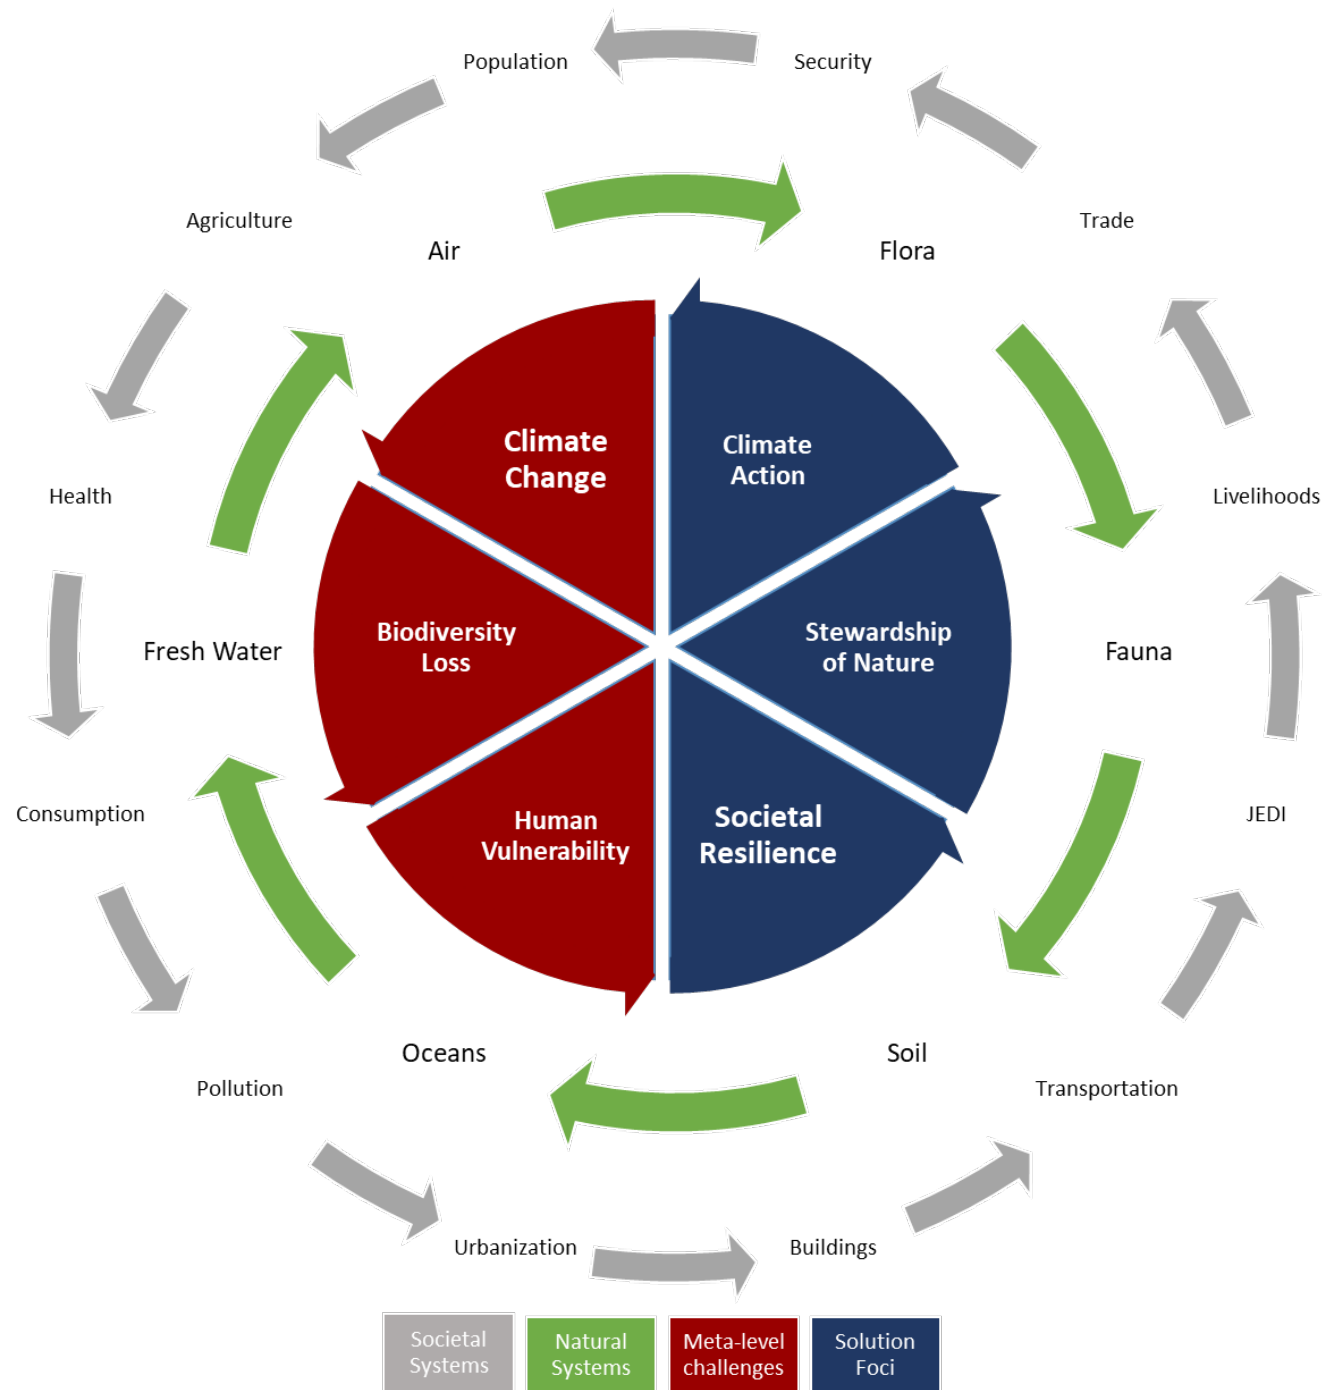 Population
Security
Agriculture
Trade
Air
Flora
Climate
Change
Climate
Action
Health
Livelihoods
Fresh Water
Biodiversity
Loss
Stewardship
of Nature
Fauna
Consumption
Human
Vulnerability
Societal
Resilience
JEDI
Oceans
Soil
Pollution
Transportation
Urbanization
Buildings
Societal
Systems
Natural
Systems
Meta-level
challenges
Solution
Foci